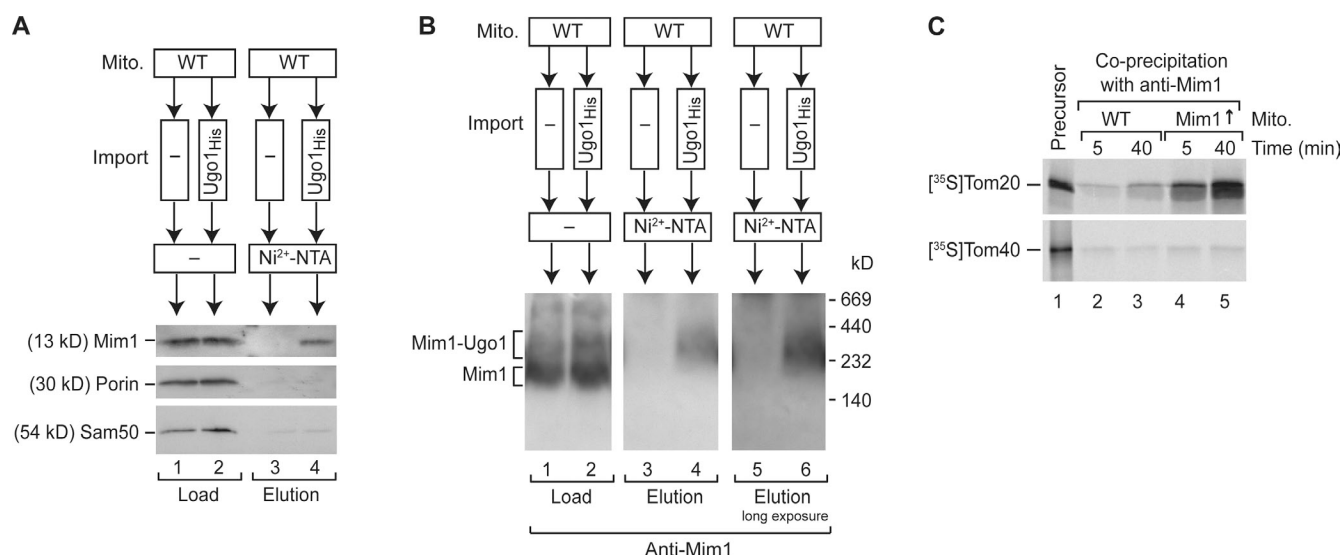 A
Mito. WT WT
Import – Ugo1His – Ugo1His
– Ni2+-NTA
(13 kD) Mim1
(30 kD) Porin
(54 kD) Sam50
1 2 3 4
Load Elution
B
Mito. WT WT WT
Import – Ugo1His – Ugo1His – Ugo1His
– Ni2+-NTA Ni2+-NTA
kD
669
440
Mim1-Ugo1
232
Mim1
140
1 2 3 4 5 6
Load Elution Elution
long exposure
Anti-Mim1
C
Precursor
Co-precipitation
with anti-Mim1
WT Mim1↑ Mito.
5 40 5 40 Time (min)
[35S]Tom20
[35S]Tom40
1 2 3 4 5